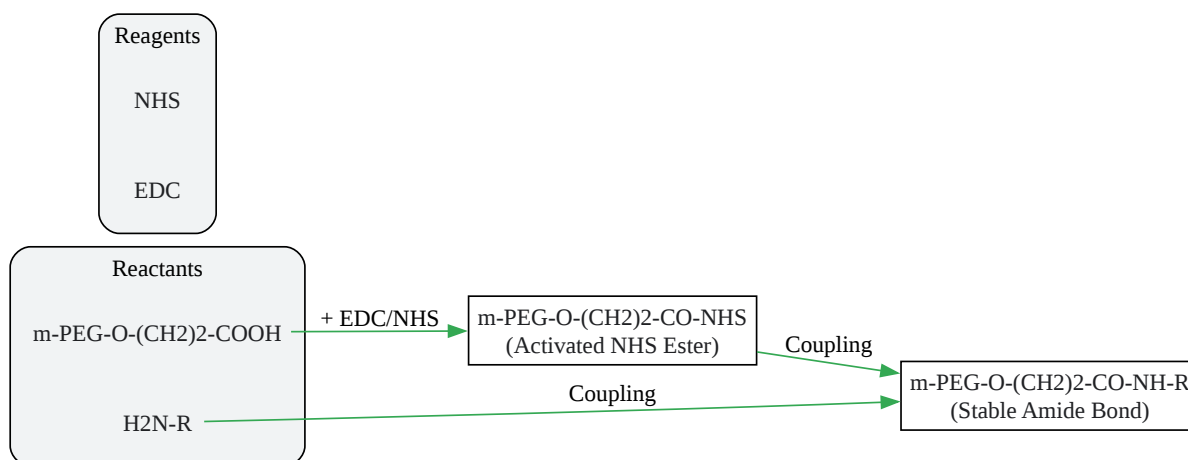 Reagents
NHS
EDC
Reactants
m-PEG-O-(CH2)2-COOH
+ EDC/NHS
m-PEG-O-(CH2)2-CO-NHS
(Activated NHS Ester)
Coupling
m-PEG-O-(CH2)2-CO-NH-R
(Stable Amide Bond)
Coupling
H2N-R